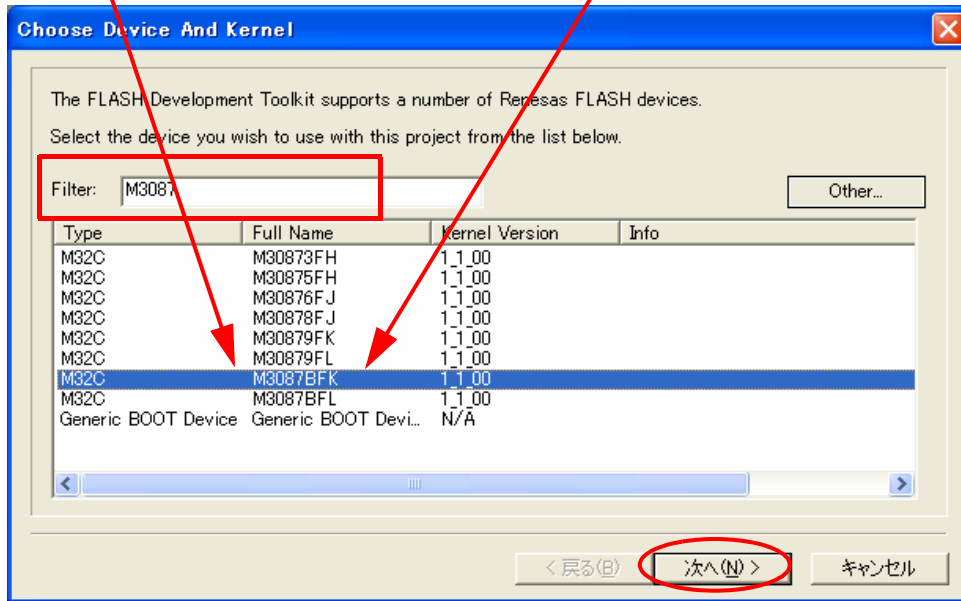 Choose Device And Kernel
The FLASH Development Toolkit supports a number of Renesas FLASH devices.
Select the device you wish to use with this project from the list below.
Filter: M3087 Other...
Type Full Name Kernel Version Info
M32C M30873FH 1_1_00
M32C M30875FH 1_1_00
M32C M30876FJ 1_1_00
M32C M30878FJ 1_1_00
M32C M30879FK 1_1_00
M32C M30879FL 1_1_00
M32C M3087BFK 1_1_00
M32C M3087BFL 1_1_00
Generic BOOT Device Generic BOOT Devi... N/A
< 戻る(B) 次へ(N) > キャンセル